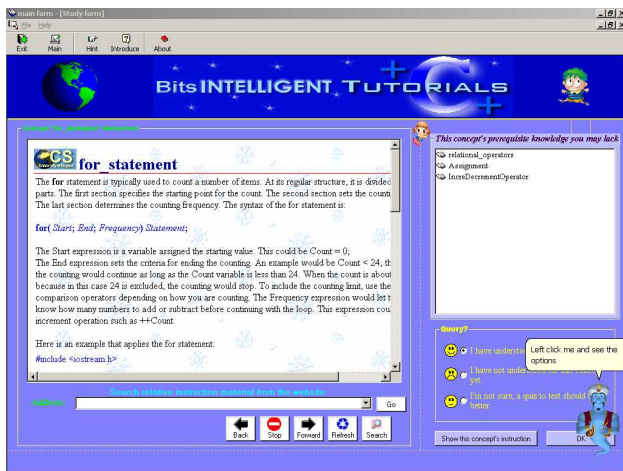 main form - [Study form]
File Help
Exit Main Hint Introduce About
Bits INTELLIGENT TUTORIALS
C
This concept's prerequisite knowledge you may lack
relational_operators
Assignment
IncreDecrementOperator
CS
for_statement
The for statement is typically used to count a number of items. At its regular structure, it is divided
parts. The first section specifies the starting point for the count. The second section sets the count
The last section determines the counting frequency. The syntax of the for statement is:
for( Start; End; Frequency) Statement;
The Start expression is a variable assigned the starting value. This could be Count = 0;
The End expression sets the criteria for ending the counting. An example would be Count < 24; th
the counting would continue as long as the Count variable is less than 24. When the count is about
because in this case 24 is excluded, the counting would stop. To include the counting limit, use the
comparison operators depending on how you are counting. The Frequency expression would let t
know how many numbers to add or subtract before continuing with the loop. This expression coul
increment operation such as ++Count.
Here is an example that applies the for statement:
#include <iostream.h>
Search relative instruction material from the website
Go
Back Stop Forward Refresh Search
Query?
I have understo
Left click me and see the
options
I have not under
yet.
I'm not sure, a quiz to test should
better.
Show this concept's instruction
OK